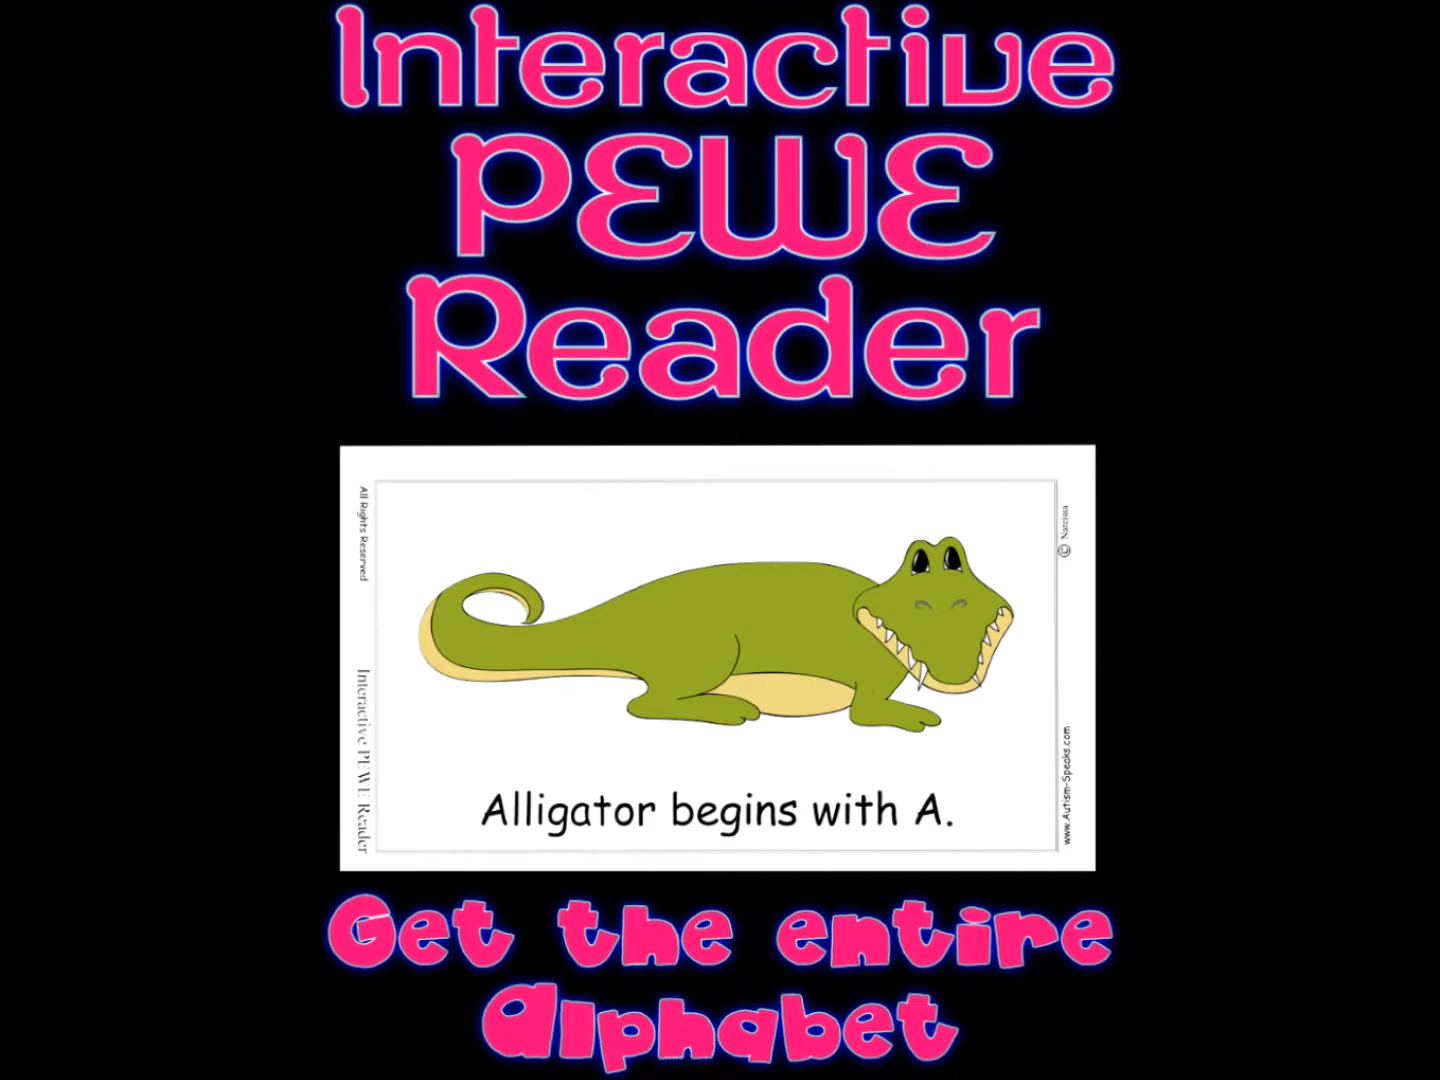 Interactive
PEWE
Reader
All Rights Reserved
Interactive PEWE Reader
© Narcissa
www.Autism-Speaks.com
Alligator begins with A.
Get the entire
Alphabet